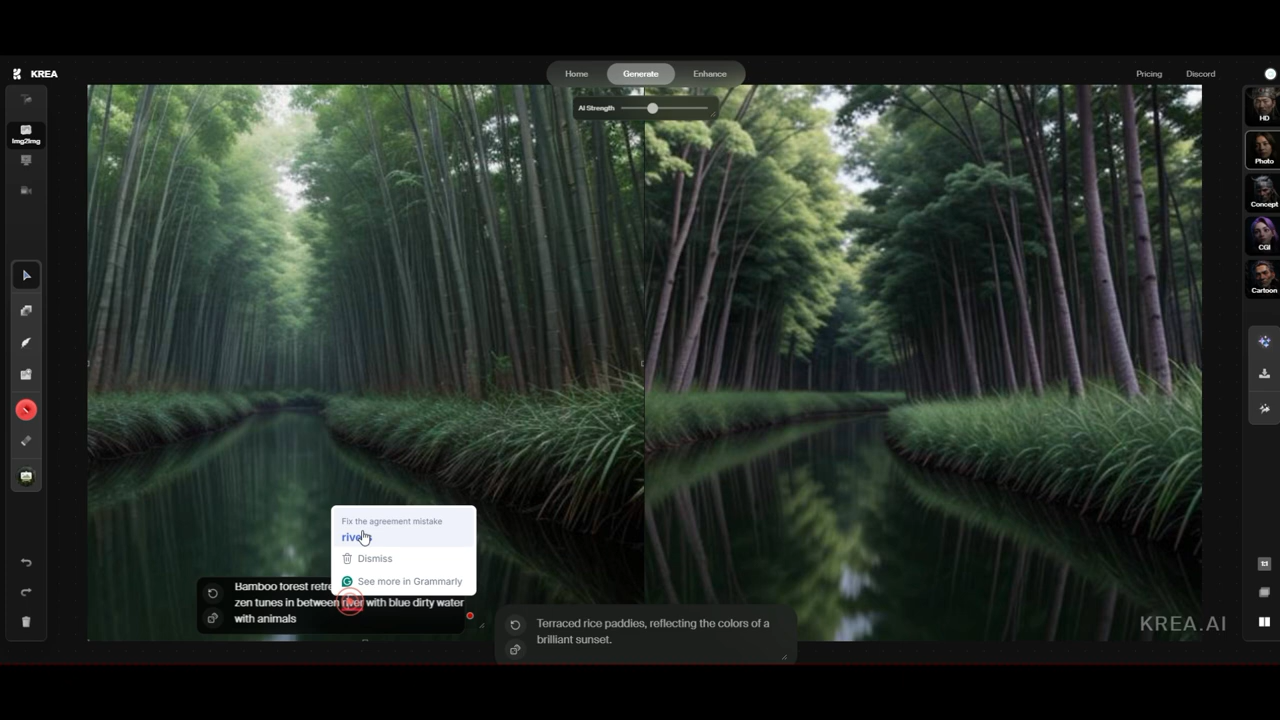 KREA
Home
Generate
Enhance
Pricing
Discord
AI Strength
Img2Img
HD
Photo
Concept
CGI
Cartoon
Fix the agreement mistake
Dismiss
See more in Grammarly
Bamboo forest
zen tunes in between river with blue dirty water
with animals
Terraced rice paddies, reflecting the colors of a
brilliant sunset.
KREA.AI